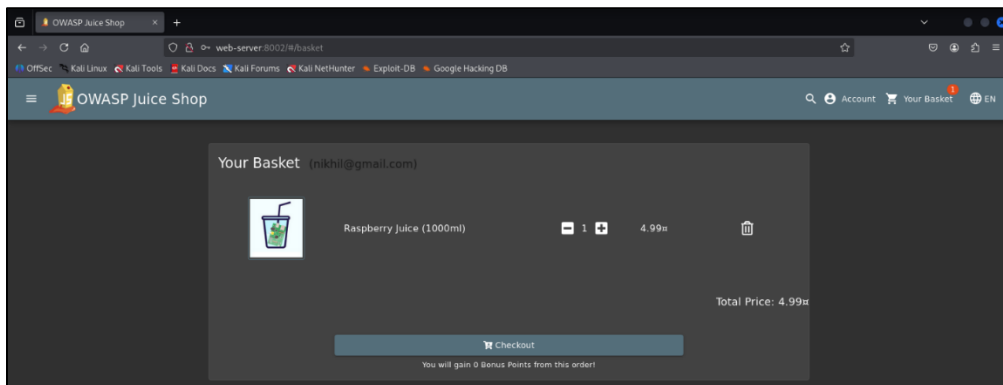 OWASP Juice Shop
web-server:8002/#/basket
OffSec Kali Linux Kali Tools Kali Docs Kali Forums Kali NetHunter Exploit-DB Google Hacking DB
OWASP Juice Shop Account Your Basket 1 EN
Your Basket (nikhil@gmail.com)
Raspberry Juice (1000ml) 1 4.99¤
Total Price: 4.99¤
Checkout
You will gain 0 Bonus Points from this order!